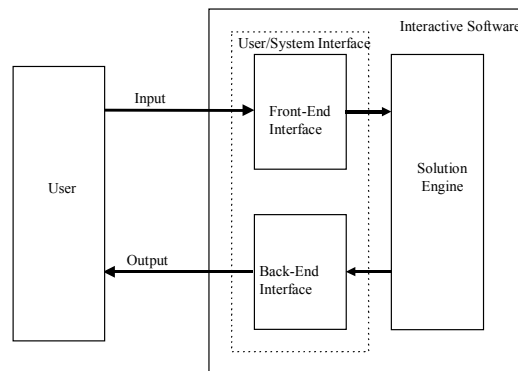 Interactive Software
User/System Interface
Input
Front-End
Interface
User
Solution
Engine
Output
Back-End
Interface